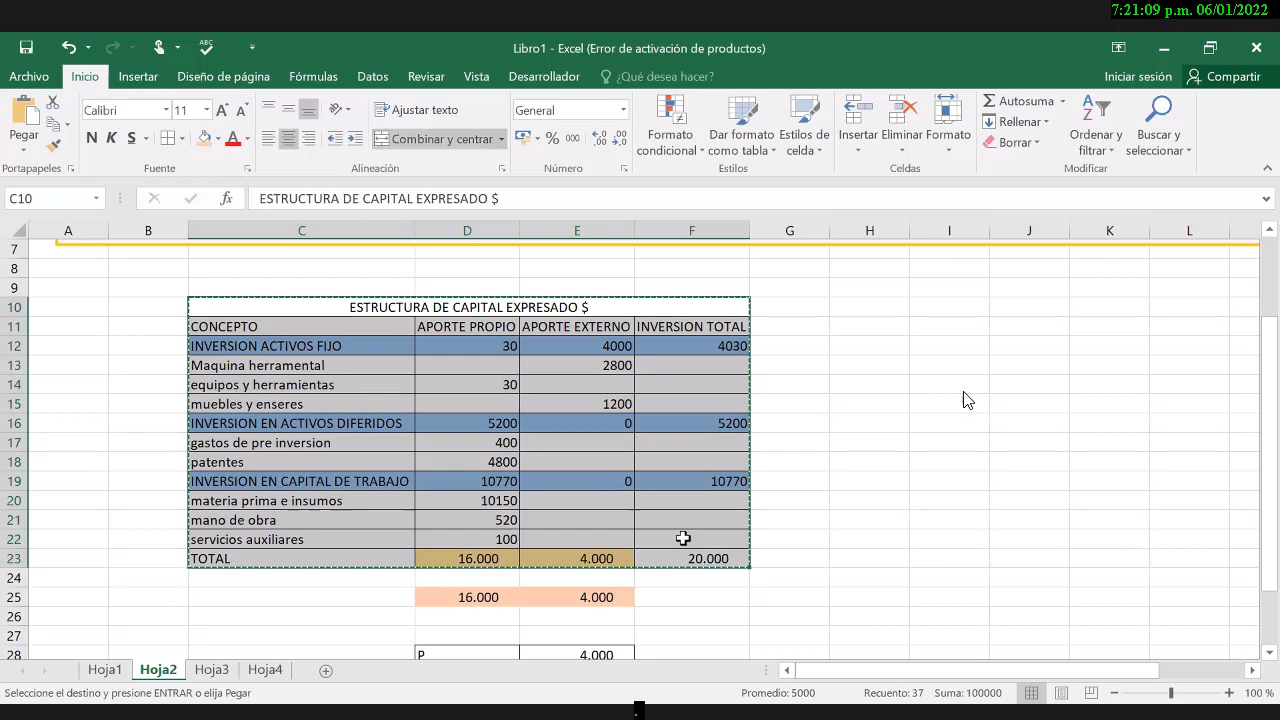 7:21:09 p.m. 06/01/2022
Libro1 - Excel (Error de activación de productos)
Archivo Inicio Insertar Diseño de página Fórmulas Datos Revisar Vista Desarrollador ¿Qué desea hacer? Iniciar sesión Compartir
Calibri 11 Ajustar texto General Autosuma
Pegar N K S Combinar y centrar % 000 Formato condicional Dar formato como tabla Estilos de celda Insertar Eliminar Formato Rellenar Borrar Ordenar y filtrar Buscar y seleccionar
Portapapeles Fuente Alineación Número Estilos Celdas Modificar
C10 fx ESTRUCTURA DE CAPITAL EXPRESADO $
A B C D E F G H I J K L
7
8
9
10 ESTRUCTURA DE CAPITAL EXPRESADO $
11 CONCEPTO APORTE PROPIO APORTE EXTERNO INVERSION TOTAL
12 INVERSION ACTIVOS FIJO 30 4000 4030
13 Maquina herramental 2800
14 equipos y herramientas 30
15 muebles y enseres 1200
16 INVERSION EN ACTIVOS DIFERIDOS 5200 0 5200
17 gastos de pre inversion 400
18 patentes 4800
19 INVERSION EN CAPITAL DE TRABAJO 10770 0 10770
20 materia prima e insumos 10150
21 mano de obra 520
22 servicios auxiliares 100
23 TOTAL 16.000 4.000 20.000
24
25 16.000 4.000
26
27
28 P 4.000
Hoja1 Hoja2 Hoja3 Hoja4
Seleccione el destino y presione ENTRAR o elija Pegar Promedio: 5000 Recuento: 37 Suma: 100000 100 %